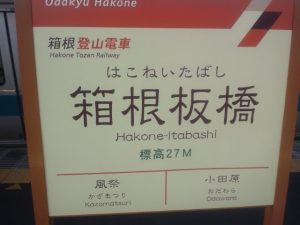 Odakyu Hakone
箱根登山電車
Hakone Tozan Railway
はこねいたばし
箱根板橋
Hakone-Itabashi
標高27M
風祭
かざまつり
Kazamatsuri
小田原
おだわら
Odawara